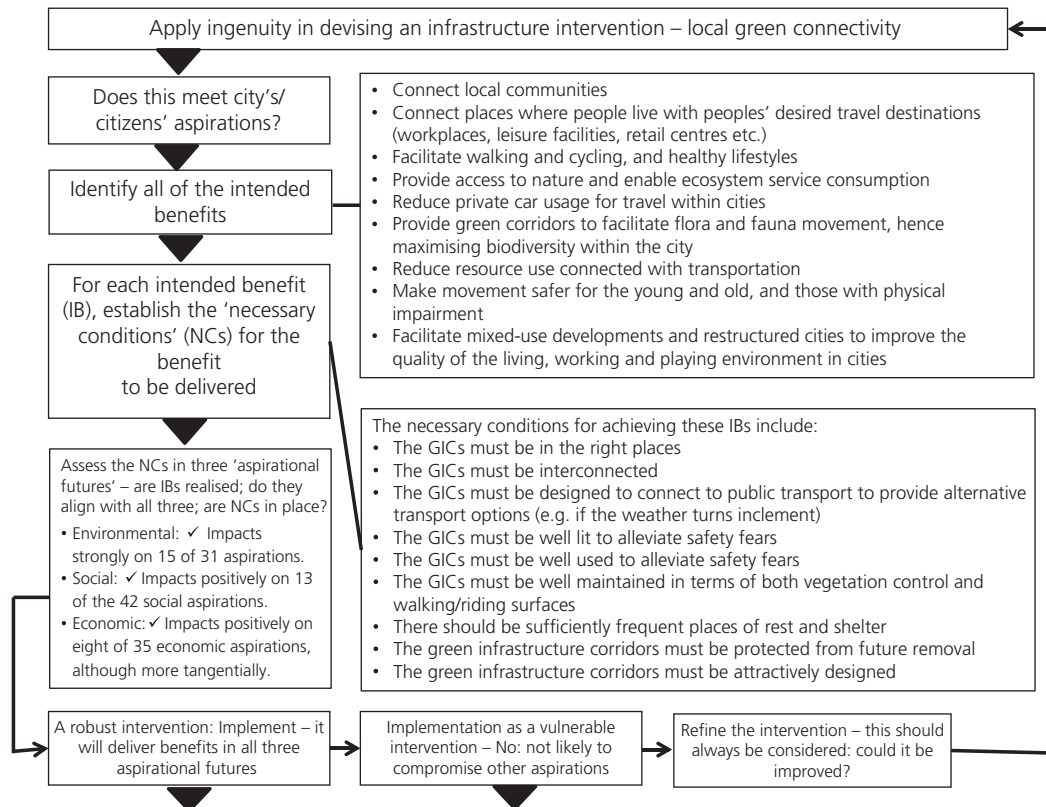 Apply ingenuity in devising an infrastructure intervention – local green connectivity
Does this meet city's/
citizens' aspirations?
Identify all of the intended
benefits
• Connect local communities
• Connect places where people live with peoples' desired travel destinations
(workplaces, leisure facilities, retail centres etc.)
• Facilitate walking and cycling, and healthy lifestyles
• Provide access to nature and enable ecosystem service consumption
• Reduce private car usage for travel within cities
• Provide green corridors to facilitate flora and fauna movement, hence
maximising biodiversity within the city
• Reduce resource use connected with transportation
• Make movement safer for the young and old, and those with physical
impairment
• Facilitate mixed-use developments and restructured cities to improve the
quality of the living, working and playing environment in cities
For each intended benefit
(IB), establish the 'necessary
conditions' (NCs) for the
benefit
to be delivered
The necessary conditions for achieving these IBs include:
• The GICs must be in the right places
• The GICs must be interconnected
• The GICs must be designed to connect to public transport to provide alternative
transport options (e.g. if the weather turns inclement)
• The GICs must be well lit to alleviate safety fears
• The GICs must be well used to alleviate safety fears
• The GICs must be well maintained in terms of both vegetation control and
walking/riding surfaces
• There should be sufficiently frequent places of rest and shelter
• The green infrastructure corridors must be protected from future removal
• The green infrastructure corridors must be attractively designed
Assess the NCs in three 'aspirational
futures' – are IBs realised; do they
align with all three; are NCs in place?
• Environmental: ✓ Impacts
strongly on 15 of 31 aspirations.
• Social: ✓ Impacts positively on 13
of the 42 social aspirations.
• Economic: ✓ Impacts positively on
eight of 35 economic aspirations,
although more tangentially.
A robust intervention: Implement – it
will deliver benefits in all three
aspirational futures
Implementation as a vulnerable
intervention – No: not likely to
compromise other aspirations
Refine the intervention – this should
always be considered: could it be
improved?